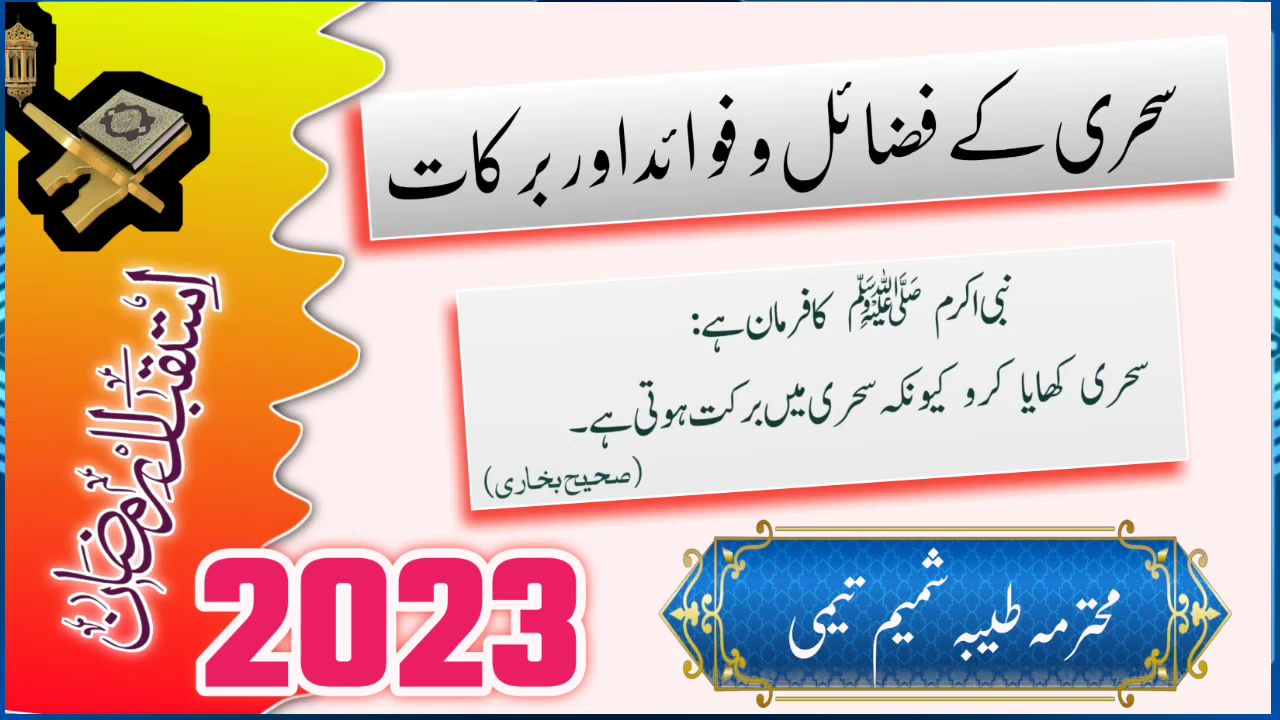 سحری کے فضائل و فوائد اور برکات
نبی اکرم ﷺ کا فرمان ہے:
سحری کھایا کرو کیونکہ سحری میں برکت ہوتی ہے۔
(صحیح بخاری)
استقبال رمضان
2023
محترمہ طیبہ شمیم تیمی